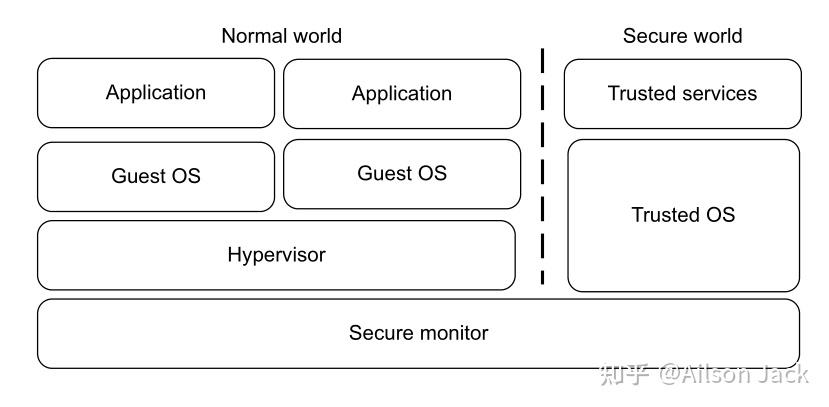 Normal world
Secure world
Application
Application
Trusted services
Guest OS
Guest OS
Trusted OS
Hypervisor
Secure monitor
知乎 @Ailson Jack